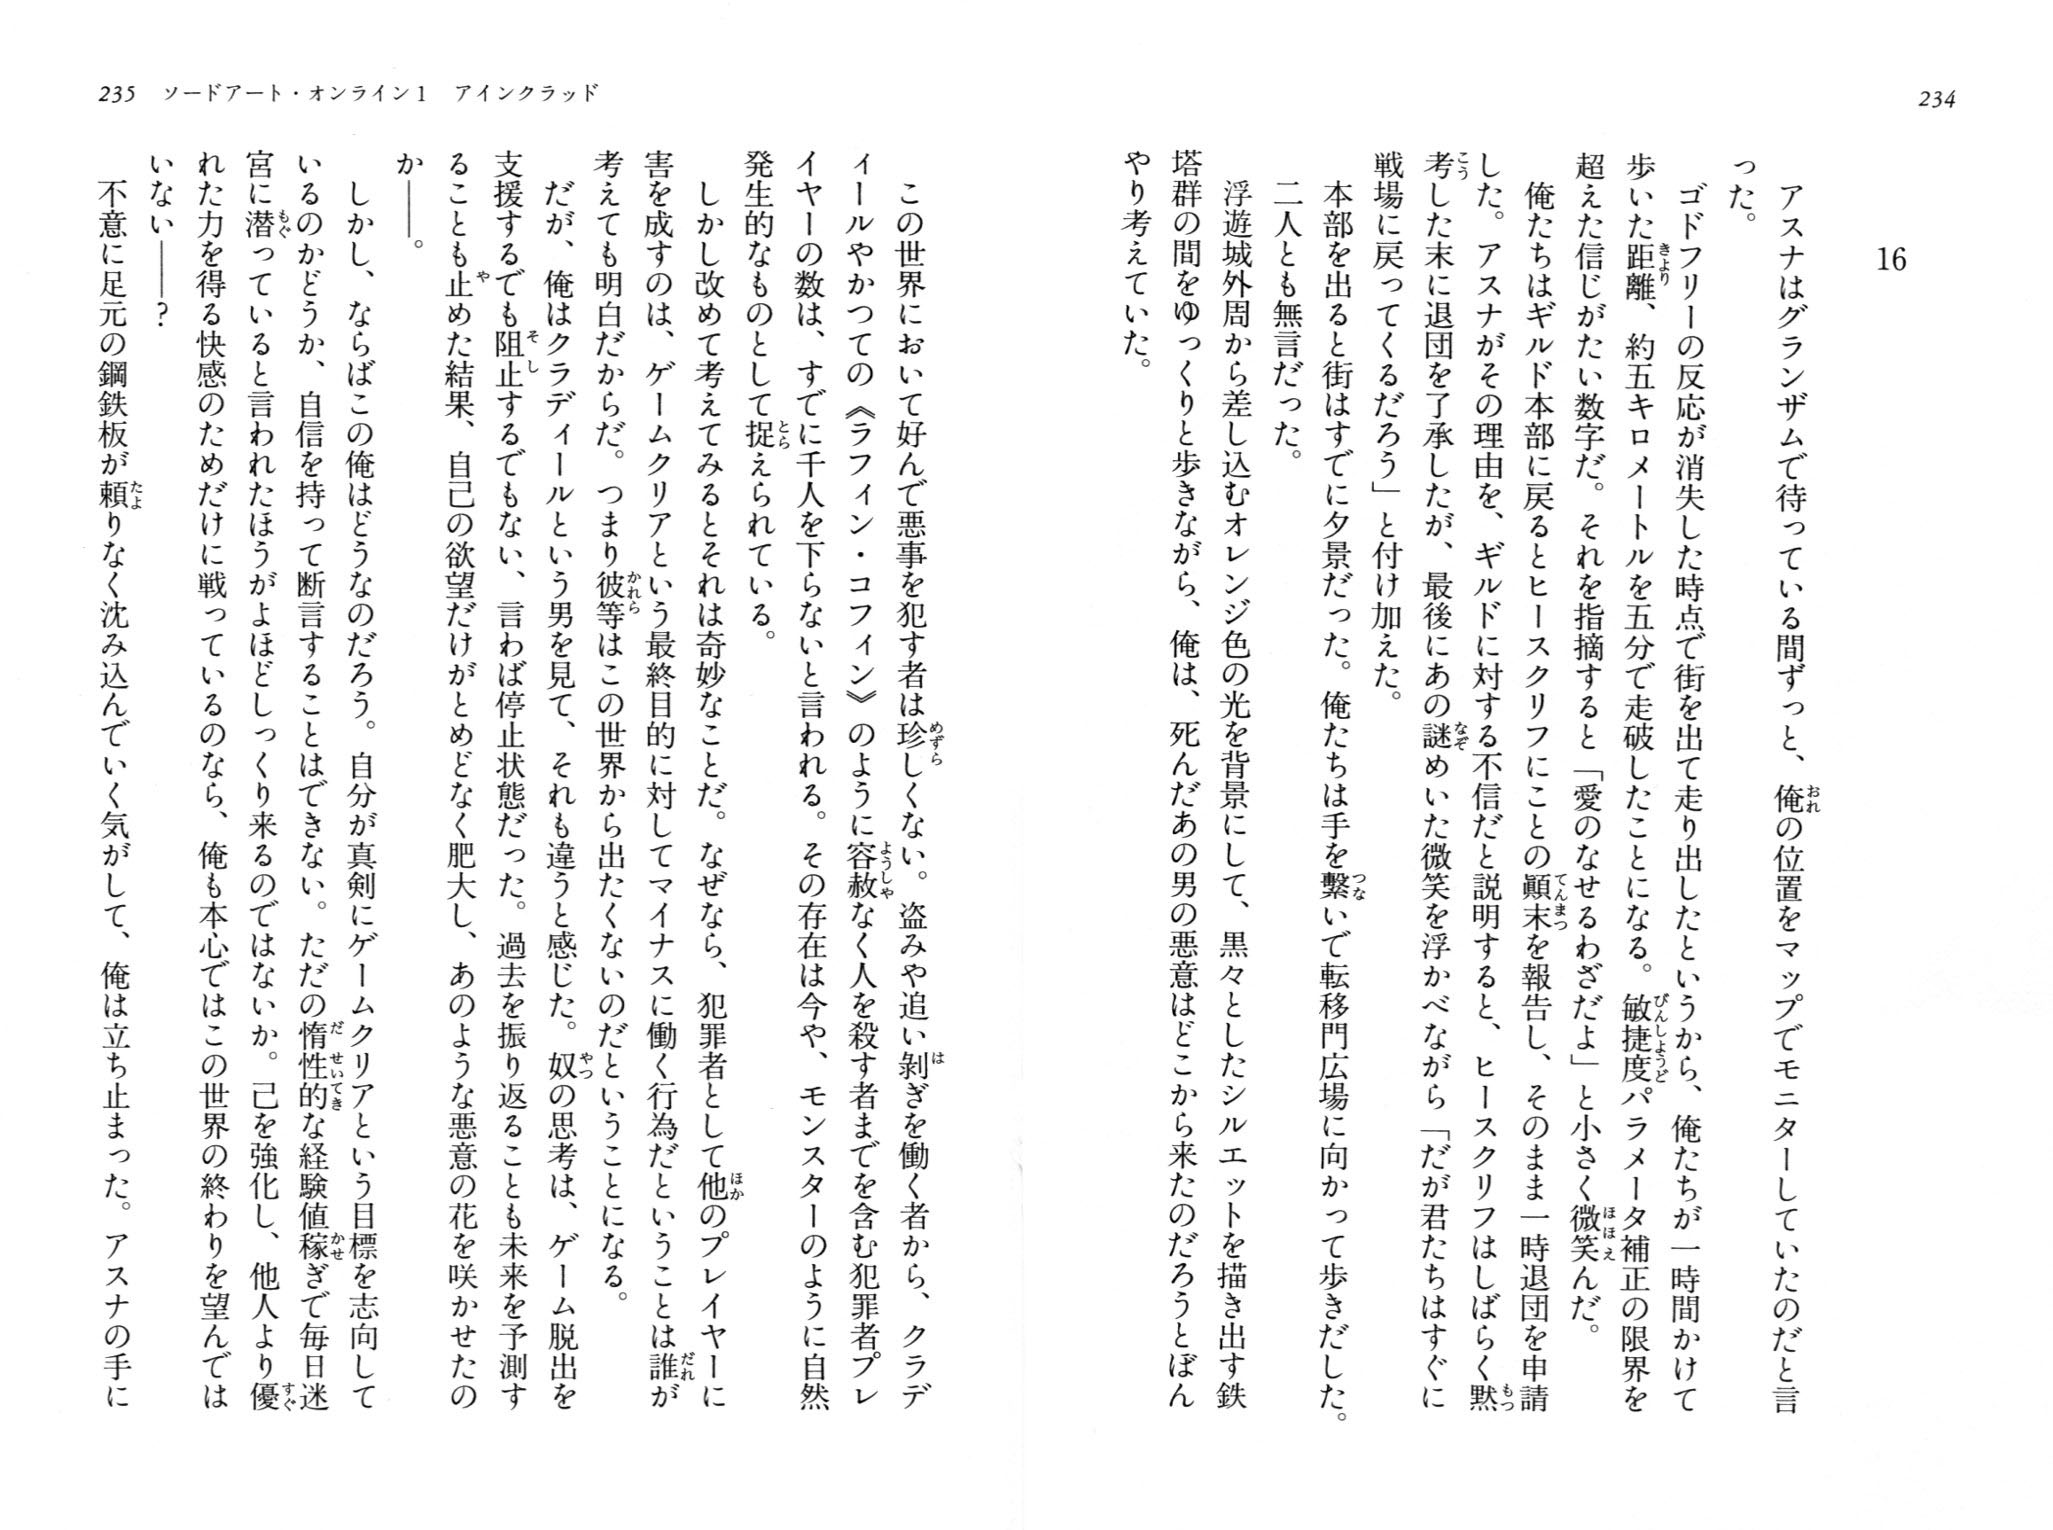 234
16
アスナはグランザムで待っている間ずっと、俺の位置をマップでモニターしていたのだと言
った。
ゴドフリーの反応が消失した時点で街を出て走り出したというから、俺たちが一時間かけて
歩いた距離、約五キロメートルを五分で走破したことになる。敏捷度パラメータ補正の限界を
超えた信じがたい数字だ。それを指摘すると「愛のなせるわざだよ」と小さく微笑んだ。
俺たちはギルド本部に戻るとヒースクリフにことの顚末を報告し、そのまま一時退団を申請
した。アスナがその理由を、ギルドに対する不信だと説明すると、ヒースクリフはしばらく黙
考した末に退団を了承したが、最後にあの謎めいた微笑を浮かべながら「だが君たちはすぐに
戦場に戻ってくるだろう」と付け加えた。
本部を出ると街はすでに夕景だった。俺たちは手を繫いで転移門広場に向かって歩きだした。
二人とも無言だった。
浮遊城外周から差し込むオレンジ色の光を背景にして、黒々としたシルエットを描き出す鉄
塔群の間をゆっくりと歩きながら、俺は、死んだあの男の悪意はどこから来たのだろうとぼん
やり考えていた。
235 ソードアート・オンライン1 アインクラッド
この世界において好んで悪事を犯す者は珍しくない。盗みや追い剝ぎを働く者から、クラデ
ィールやかつての《ラフィン・コフィン》のように容赦なく人を殺す者までを含む犯罪者プレ
イヤーの数は、すでに千人を下らないと言われる。その存在は今や、モンスターのように自然
発生的なものとして捉えられている。
しかし改めて考えてみるとそれは奇妙なことだ。なぜなら、犯罪者として他のプレイヤーに
害を成すのは、ゲームクリアという最終目的に対してマイナスに働く行為だということは誰が
考えても明白だからだ。つまり彼等はこの世界から出たくないのだということになる。
だが、俺はクラディールという男を見て、それも違うと感じた。奴の思考は、ゲーム脱出を
支援するでも阻止するでもない、言わば停止状態だった。過去を振り返ることも未来を予測す
ることも止めた結果、自己の欲望だけがとめどなく肥大し、あのような悪意の花を咲かせたの
か――。
しかし、ならばこの俺はどうなのだろう。自分が真剣にゲームクリアという目標を志向して
いるのかどうか、自信を持って断言することはできない。ただの惰性的な経験値稼ぎで毎日迷
宮に潜っていると言われたほうがよほどしっくり来るのではないか。己を強化し、他人より優
れた力を得る快感のためだけに戦っているのなら、俺も本心ではこの世界の終わりを望んでは
いない――？
不意に足元の鋼鉄板が頼りなく沈み込んでいく気がして、俺は立ち止まった。アスナの手に